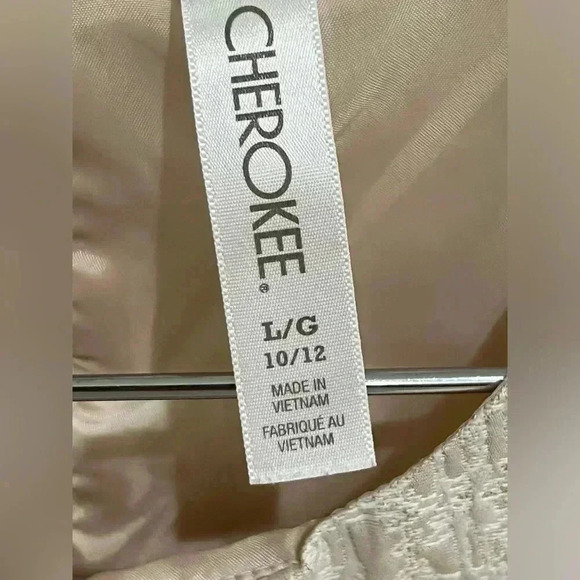 CHEROKEE®
L/G
10/12
MADE IN
VIETNAM
FABRIQUÉ AU
VIETNAM